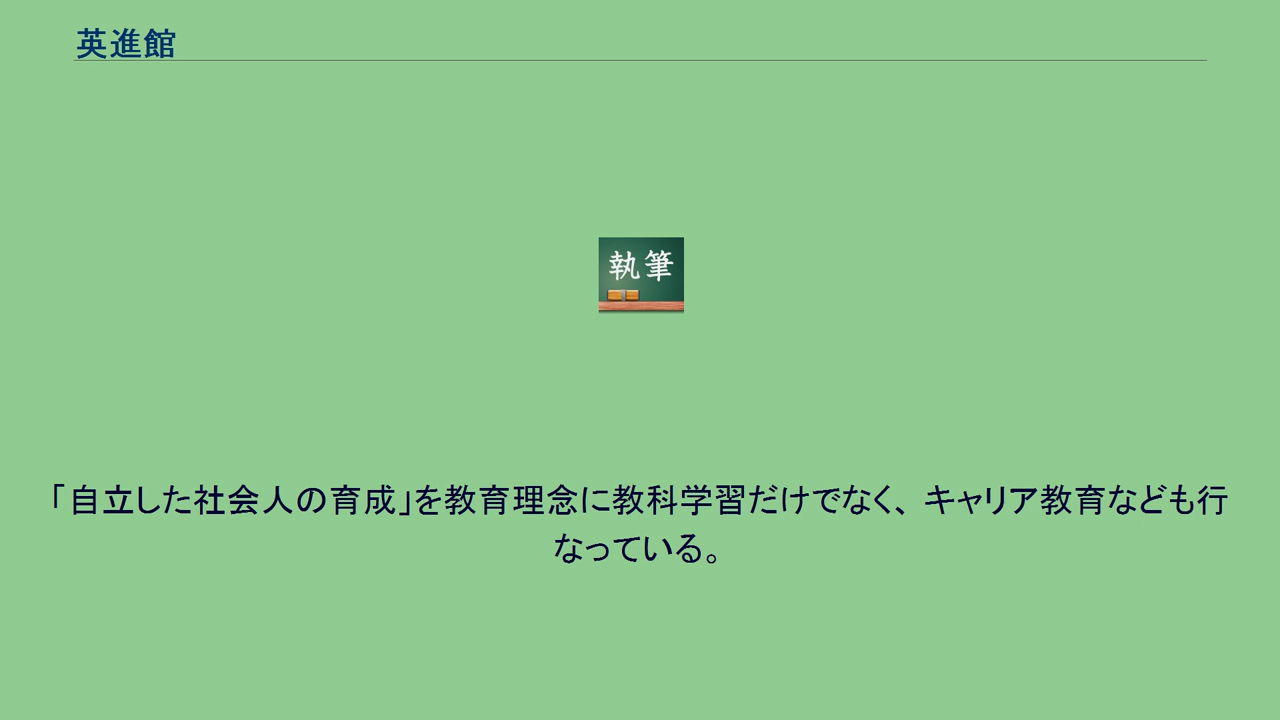 英進館
執筆
「自立した社会人の育成」を教育理念に教科学習だけでなく、キャリア教育なども行
なっている。